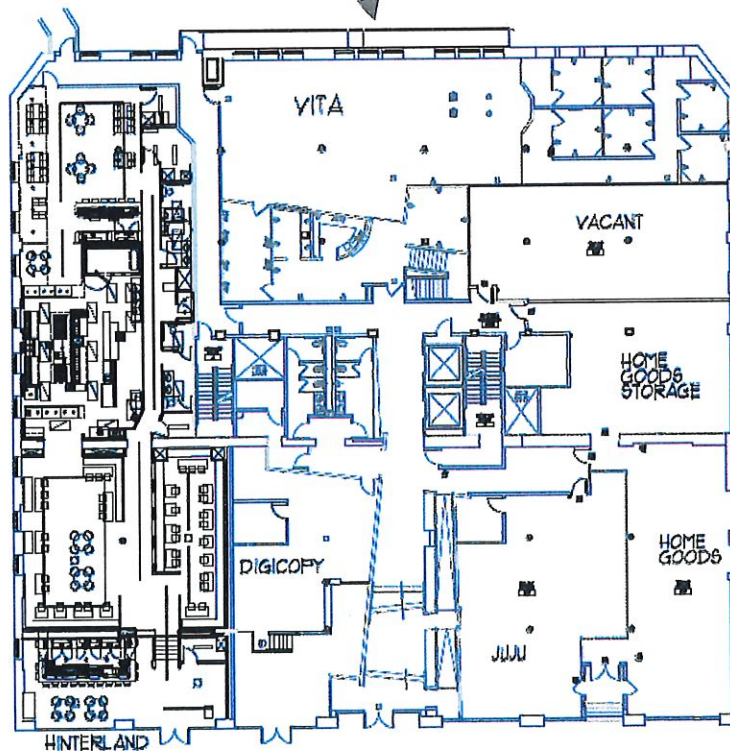 VITA
VACANT
HOME
GOODS
STORAGE
HOME
GOODS
DIGICOPY
JUJU
HINTERLAND